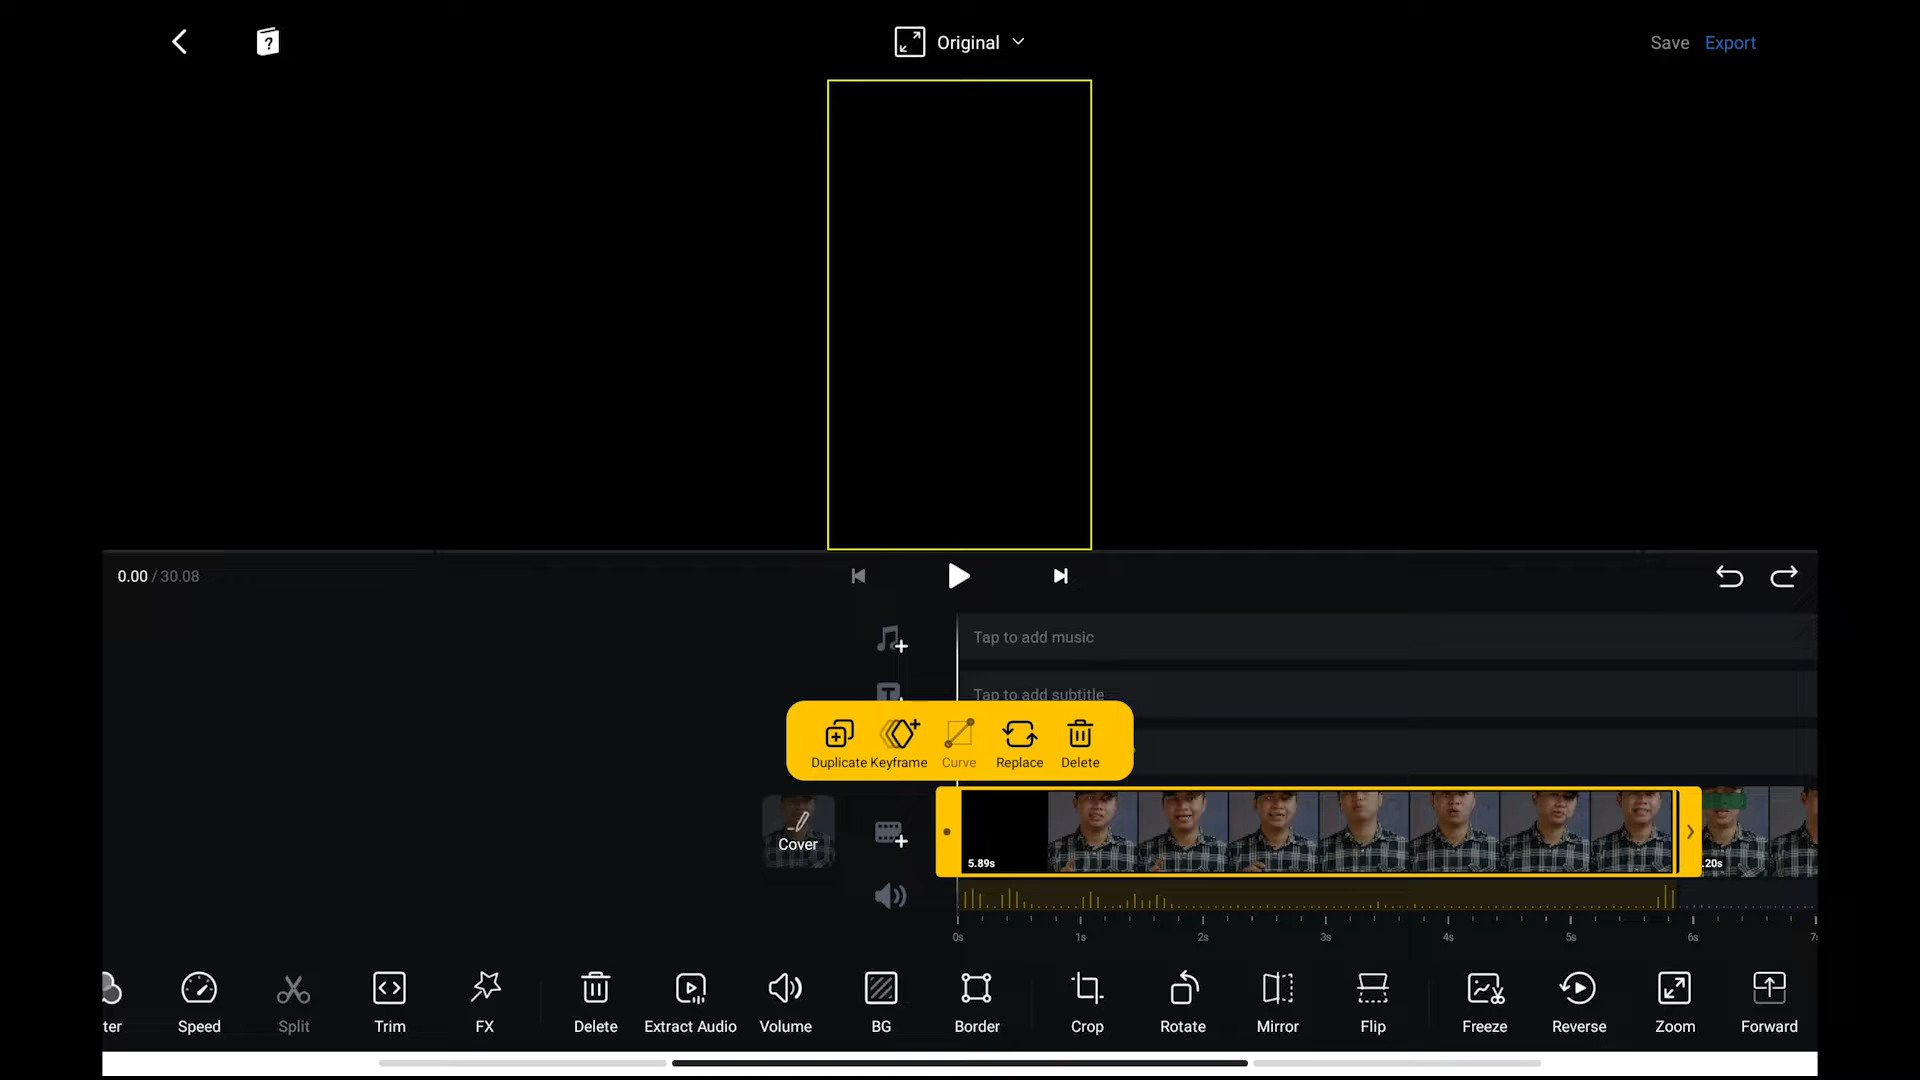 Original
Save Export
0.00 / 30.08
Tap to add music
Tap to add subtitle
Duplicate Keyframe Curve Replace Delete
Cover
5.89s
.20s
0s 1s 2s 3s 4s 5s 6s 7s
ter Speed Split Trim FX Delete Extract Audio Volume BG Border Crop Rotate Mirror Flip Freeze Reverse Zoom Forward